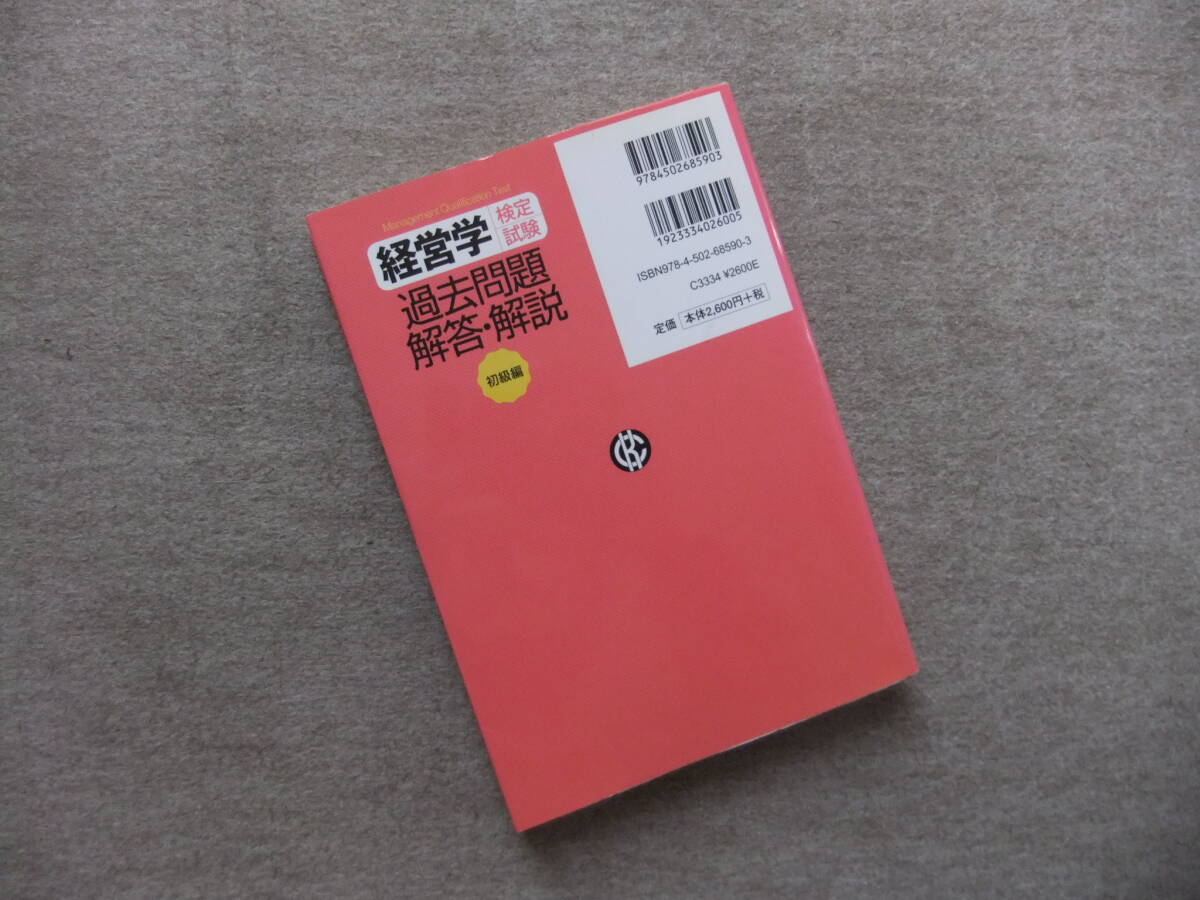 Management Qualification Test
経営学
検定
試験
過去問題
解答・解説
初級編
9784502685903
1923334026005
ISBN978-4-502-68590-3
C3334 ¥2600E
定価 本体2,600円+税